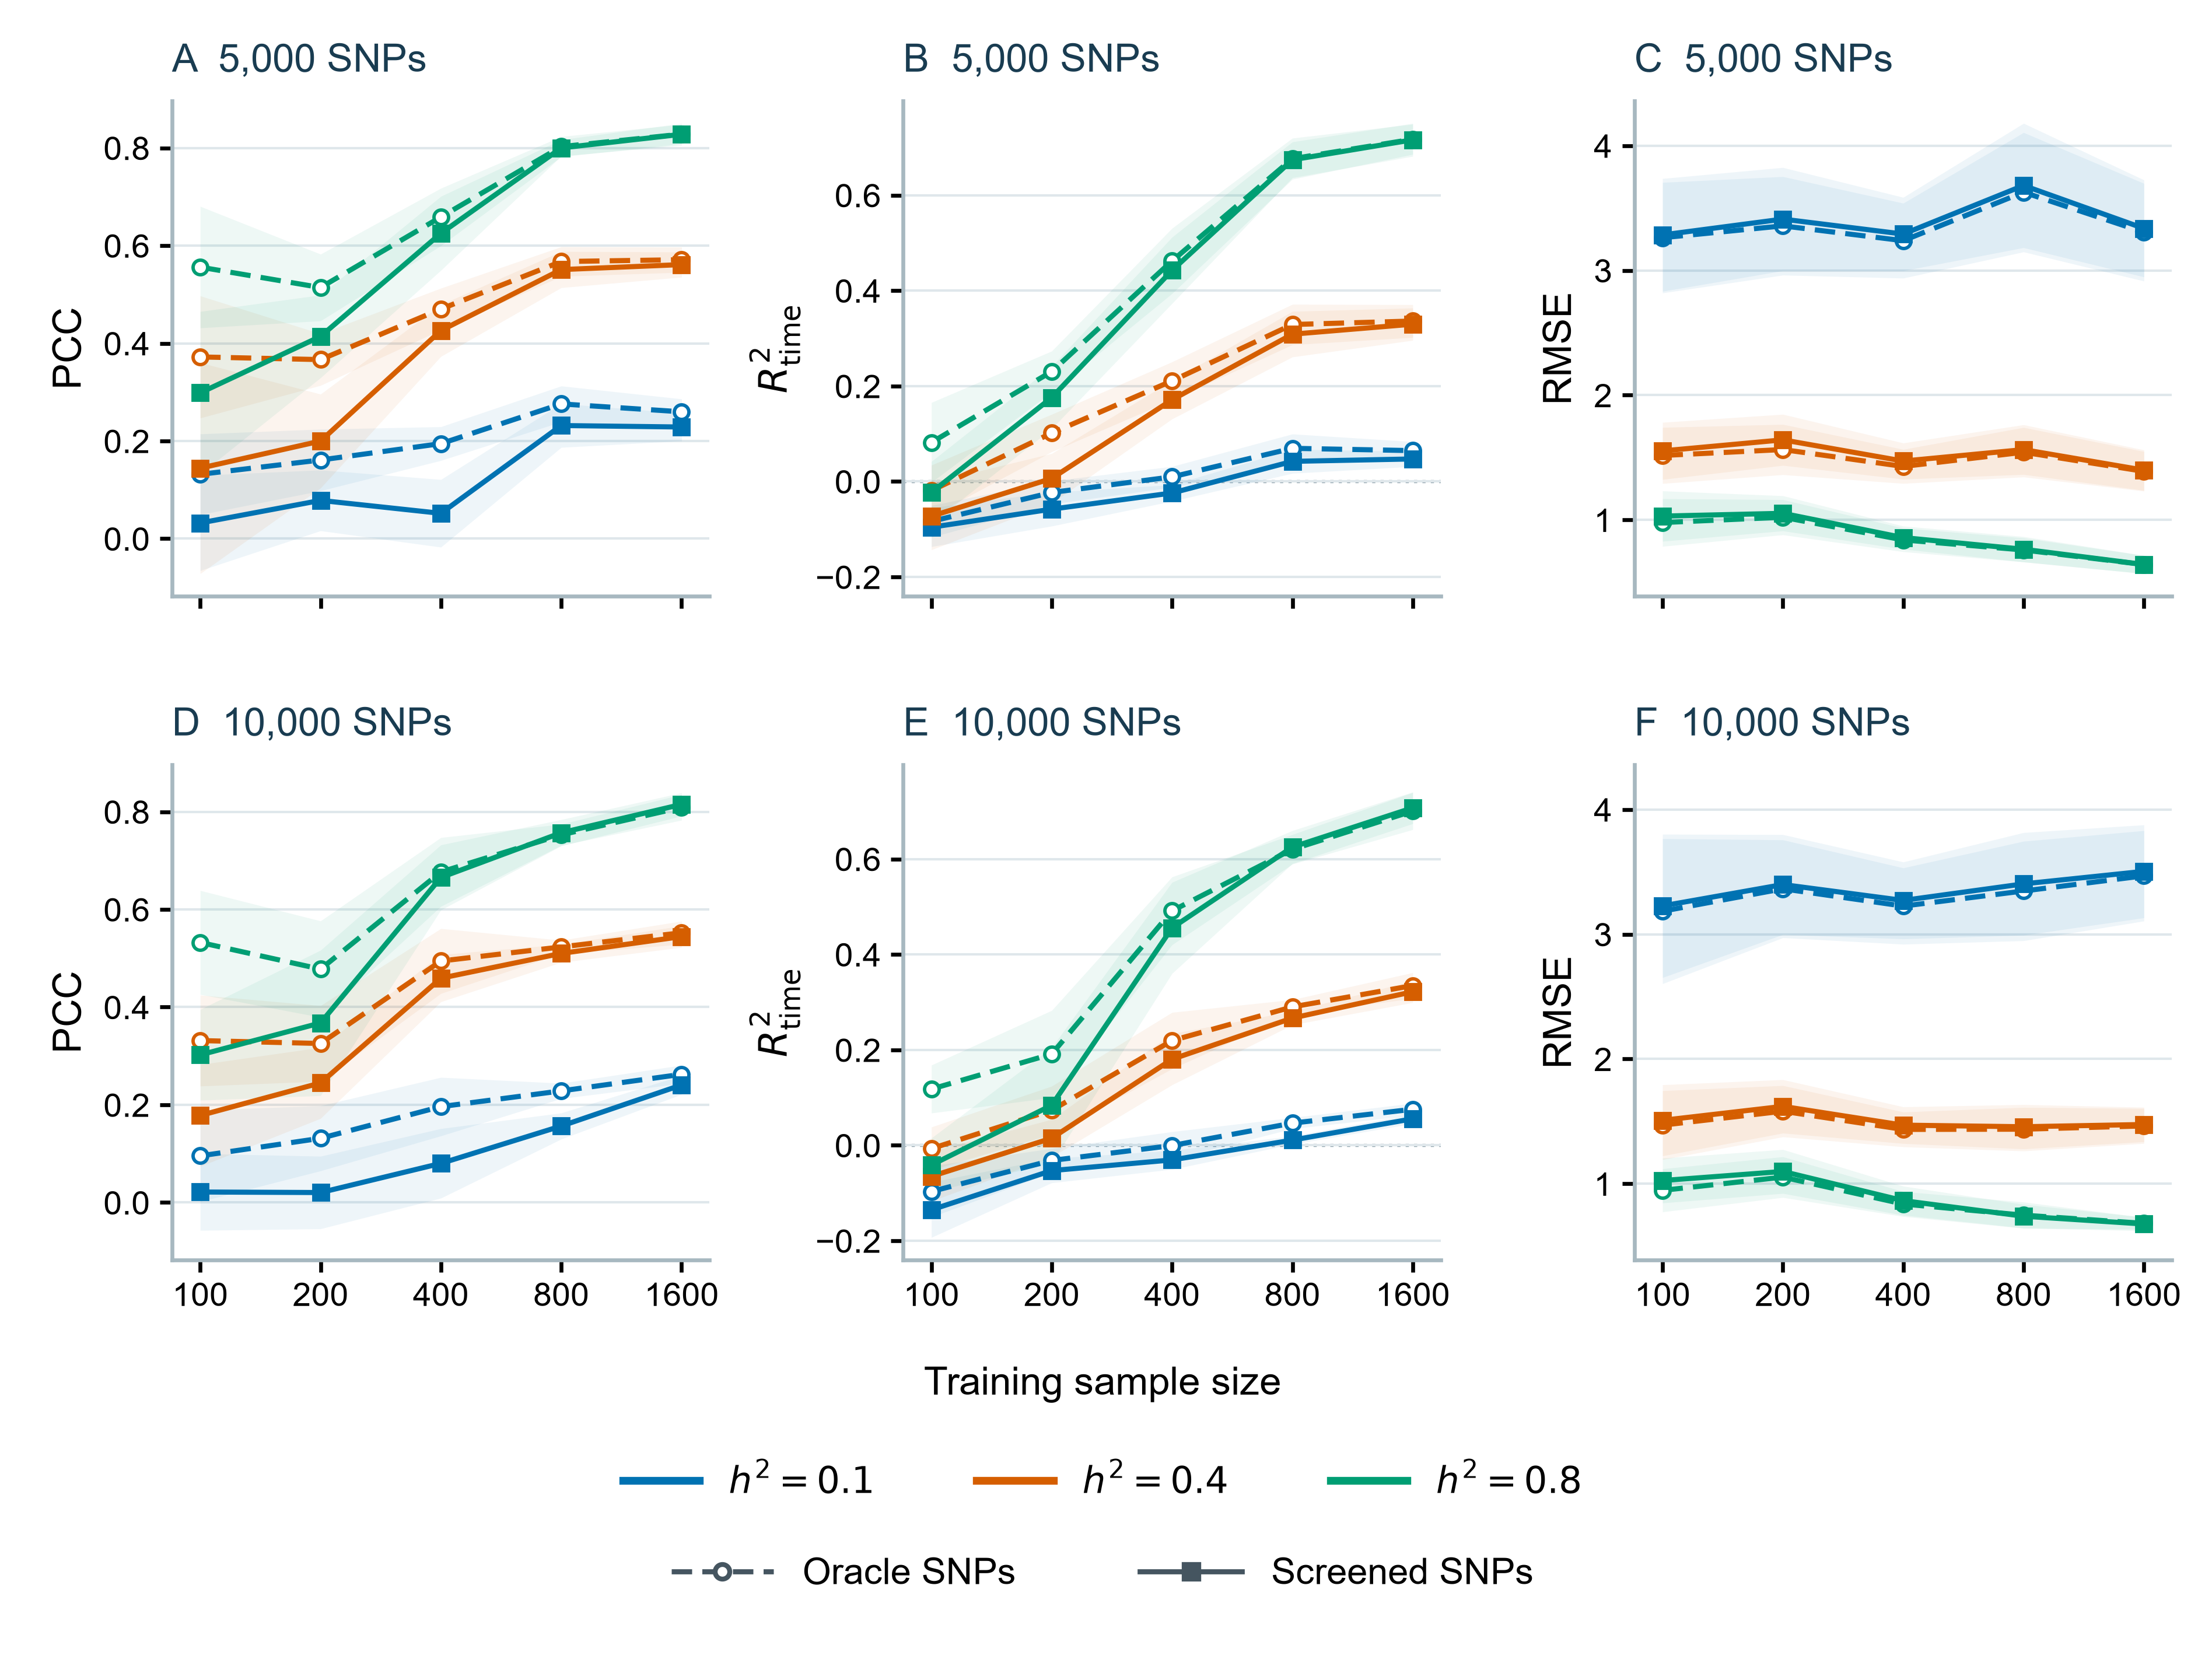 A 5,000 SNPs
PCC
0.8
0.6
0.4
0.2
0.0
B 5,000 SNPs
R²time
0.6
0.4
0.2
0.0
−0.2
C 5,000 SNPs
RMSE
4
3
2
1
D 10,000 SNPs
PCC
0.8
0.6
0.4
0.2
0.0
100 200 400 800 1600
E 10,000 SNPs
R²time
0.6
0.4
0.2
0.0
−0.2
100 200 400 800 1600
F 10,000 SNPs
RMSE
4
3
2
1
100 200 400 800 1600
Training sample size
h² = 0.1 h² = 0.4 h² = 0.8
Oracle SNPs Screened SNPs